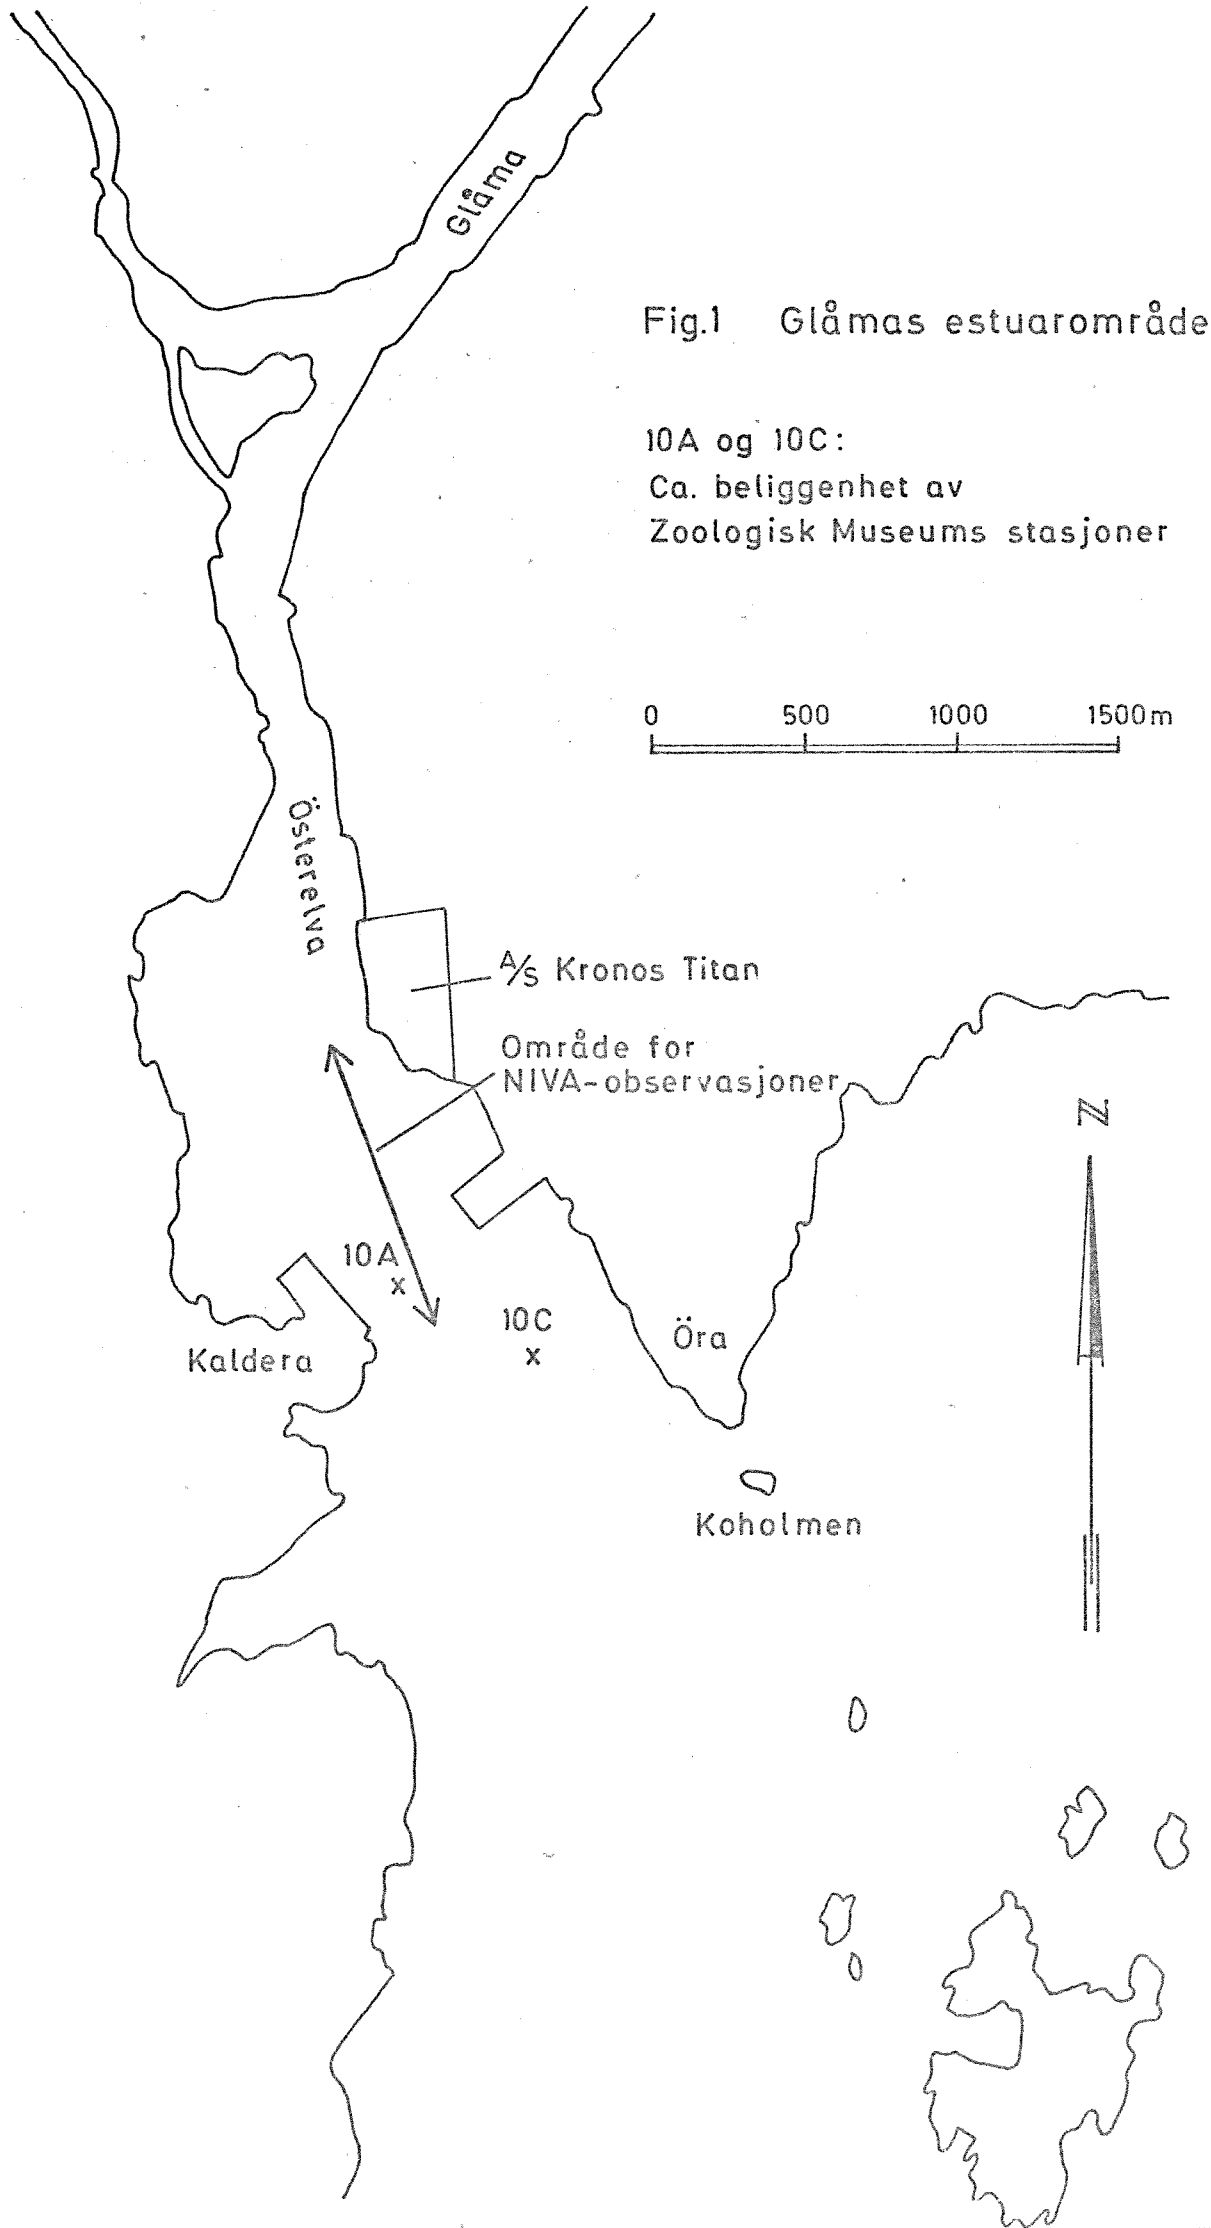 Glåma
Fig.1 Glåmas estuarområde
10A og 10C:
Ca. beliggenhet av
Zoologisk Museums stasjoner
0 500 1000 1500m
Österelva
A/S Kronos Titan
Område for
NIVA-observasjoner
N
10A
x
10C
x
Öra
Kaldera
Koholmen